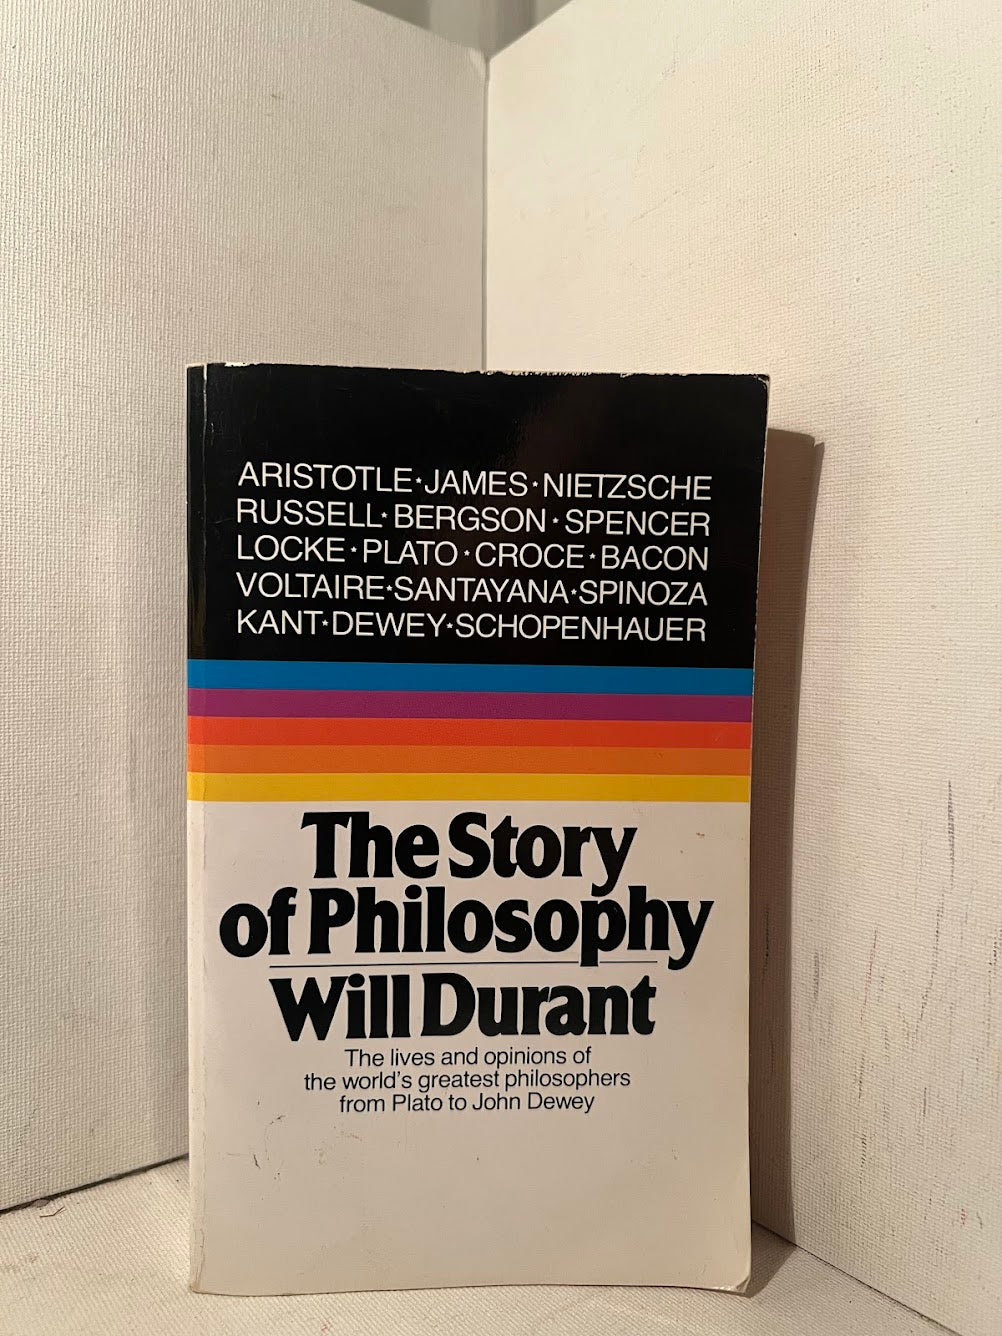 ARISTOTLE★JAMES★NIETZSCHE
RUSSELL★BERGSON★SPENCER
LOCKE★PLATO★CROCE★BACON
VOLTAIRE★SANTAYANA★SPINOZA
KANT★DEWEY★SCHOPENHAUER
The Story
of Philosophy
Will Durant
The lives and opinions of
the world's greatest philosophers
from Plato to John Dewey